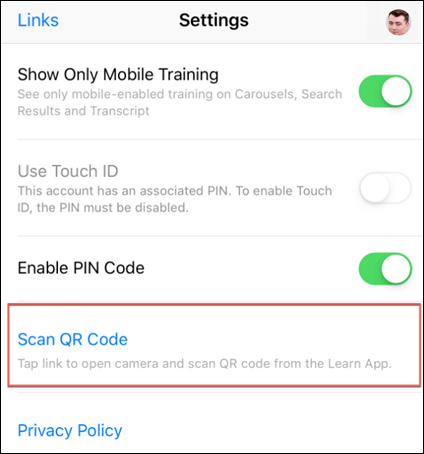 Links Settings
Show Only Mobile Training
See only mobile-enabled training on Carousels, Search
Results and Transcript
Use Touch ID
This account has an associated PIN. To enable Touch
ID, the PIN must be disabled.
Enable PIN Code
Scan QR Code
Tap link to open camera and scan QR code from the Learn App.
Privacy Policy